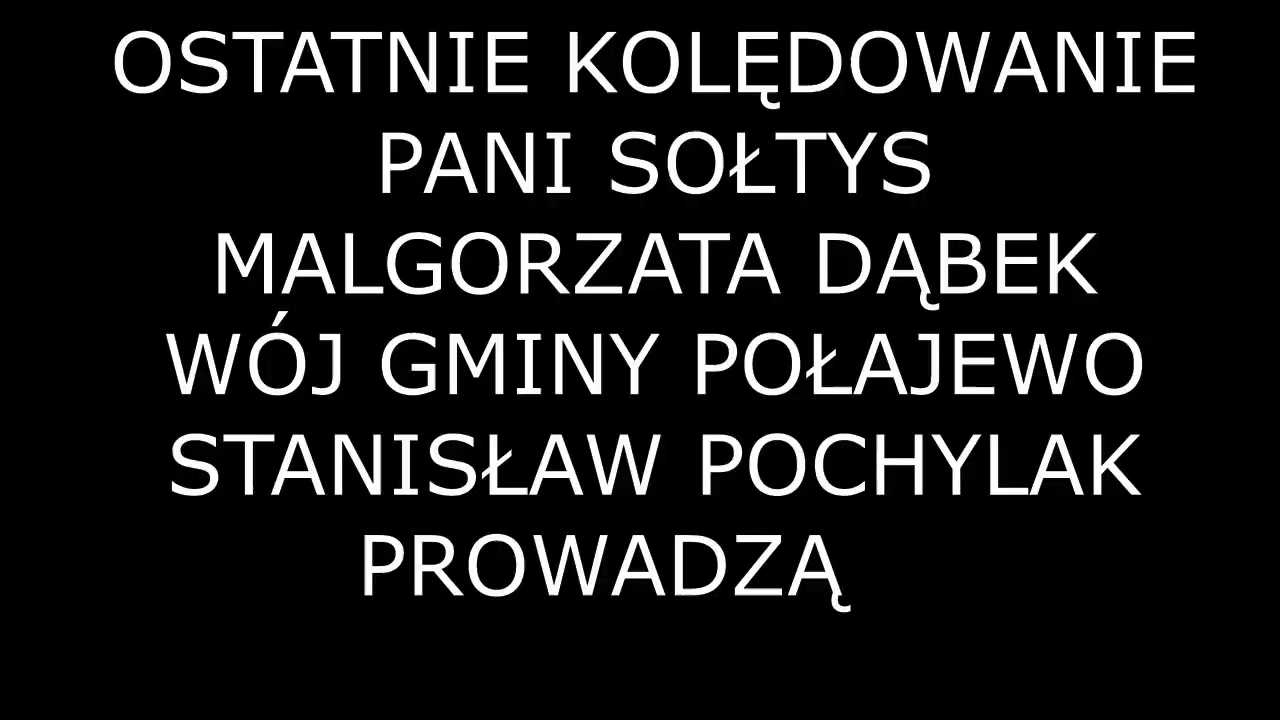 OSTATNIE KOLĘDOWANIE
PANI SOŁTYS
MALGORZATA DĄBEK
WÓJ GMINY POŁAJEWO
STANISŁAW POCHYLAK
PROWADZĄ